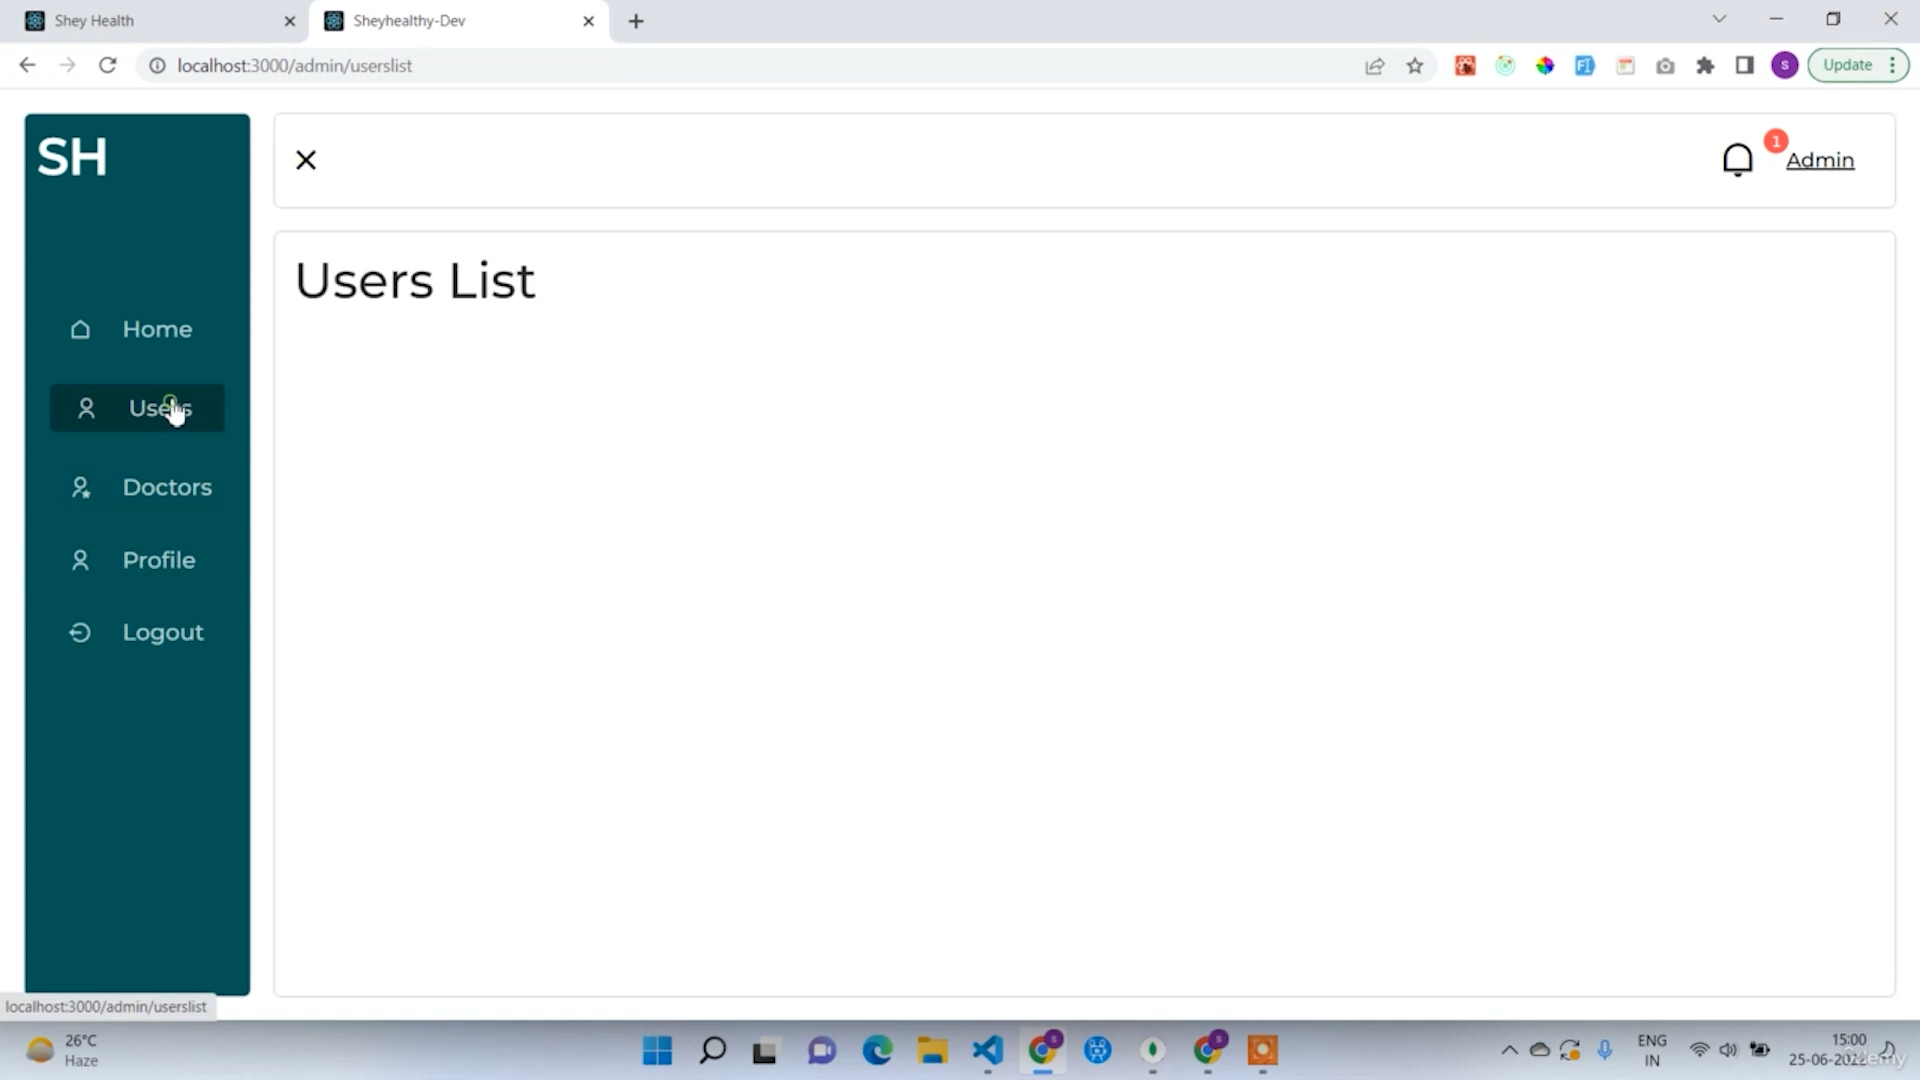 Shey Health
Sheyhealthy-Dev
localhost:3000/admin/userslist
Update
SH
1
Admin
Users List
Home
Users
Doctors
Profile
Logout
localhost:3000/admin/userslist
26°C
Haze
ENG
IN
15:00
25-06-2022